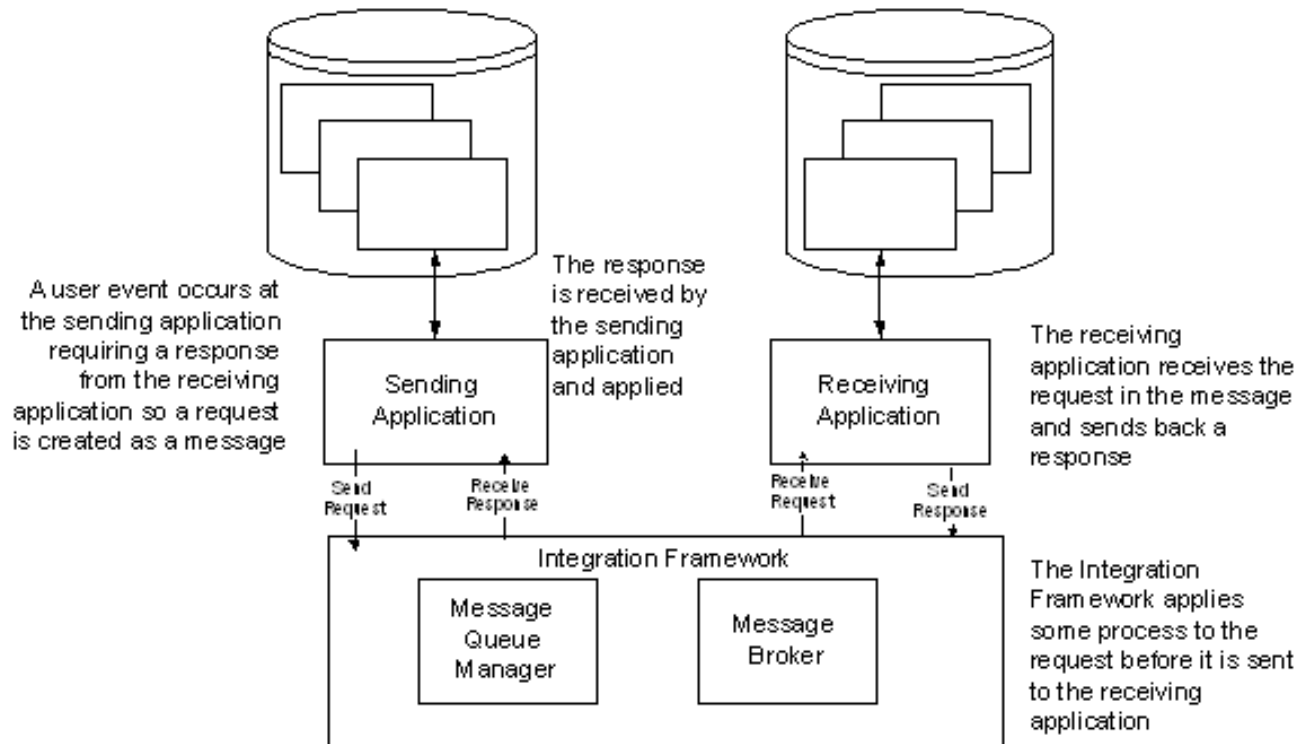 A user event occurs at
the sending application
requiring a response
from the receiving
application so a request
is created as a message
The response
is received by
the sending
application
and applied
Sending
Application
Receiving
Application
The receiving
application receives the
request in the message
and sends back a
response
Send
Request
Receive
Response
Receive
Request
Send
Response
Integration Framework
Message
Queue
Manager
Message
Broker
The Integration
Framework applies
some process to the
request before it is sent
to the receiving
application